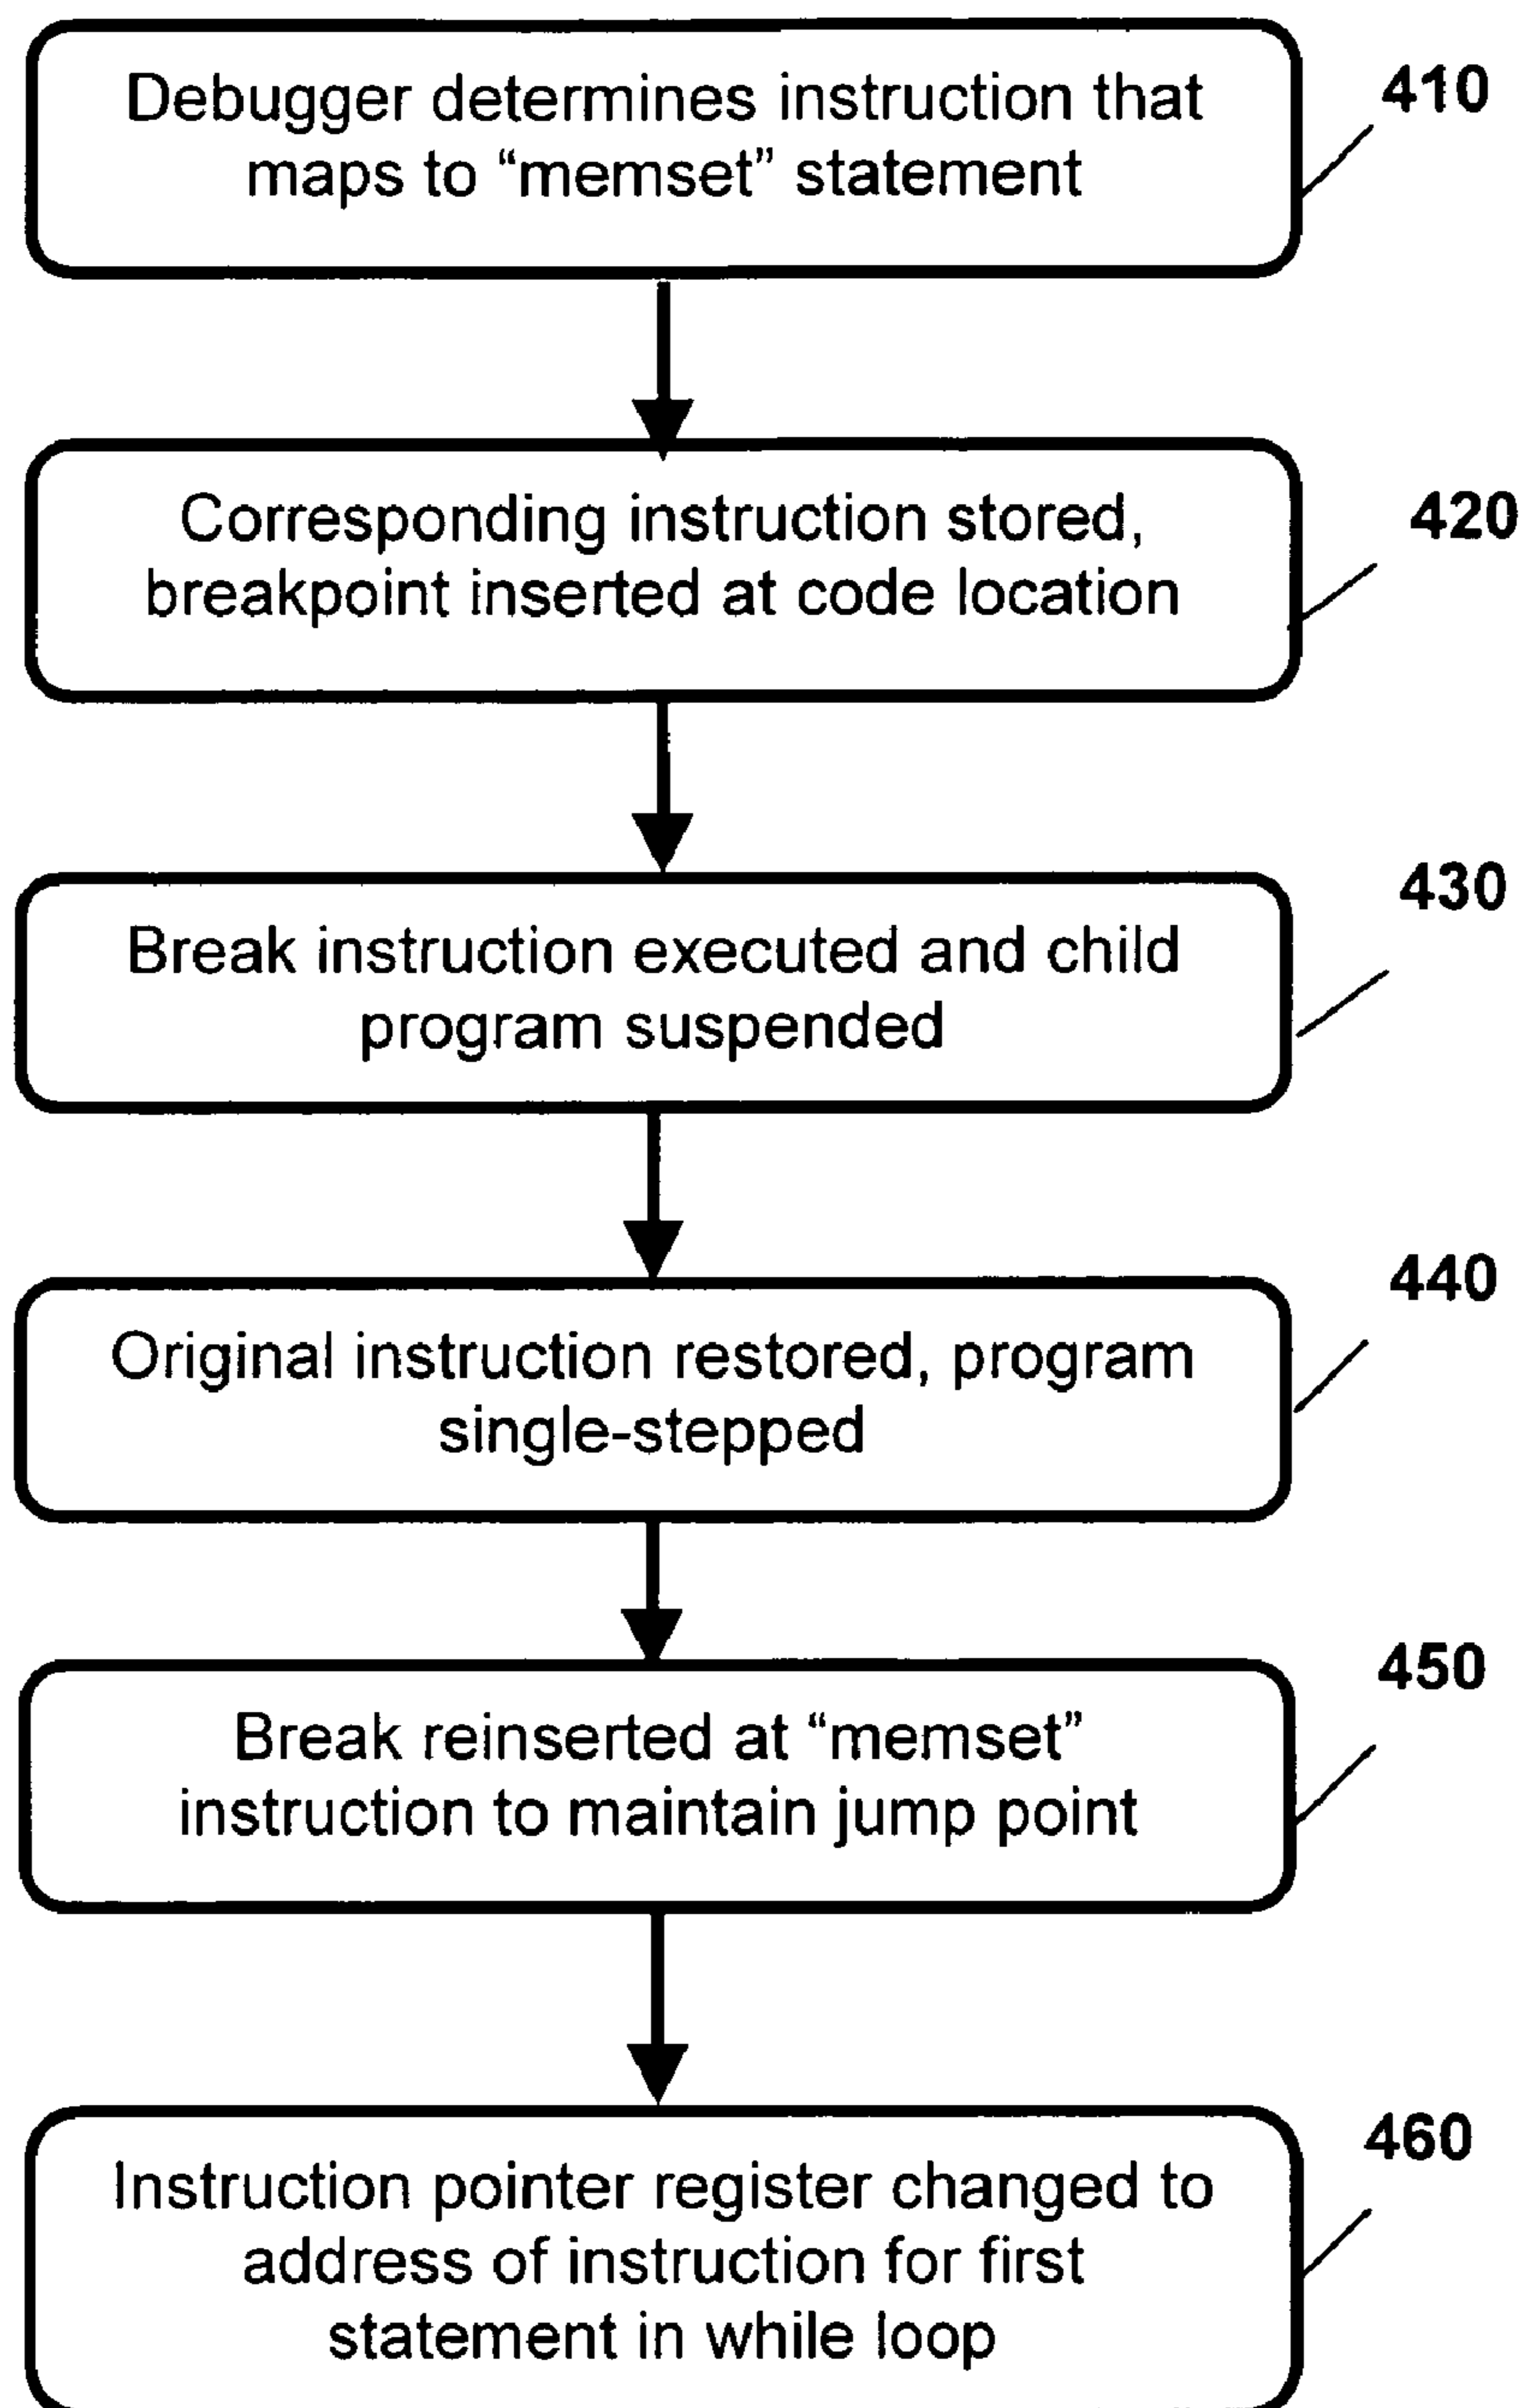 Debugger determines instruction that
maps to “memset” statement
410
Corresponding instruction stored,
breakpoint inserted at code location
420
Break instruction executed and child
program suspended
430
Original instruction restored, program
single-stepped
440
Break reinserted at “memset”
instruction to maintain jump point
450
Instruction pointer register changed to
address of instruction for first
statement in while loop
460